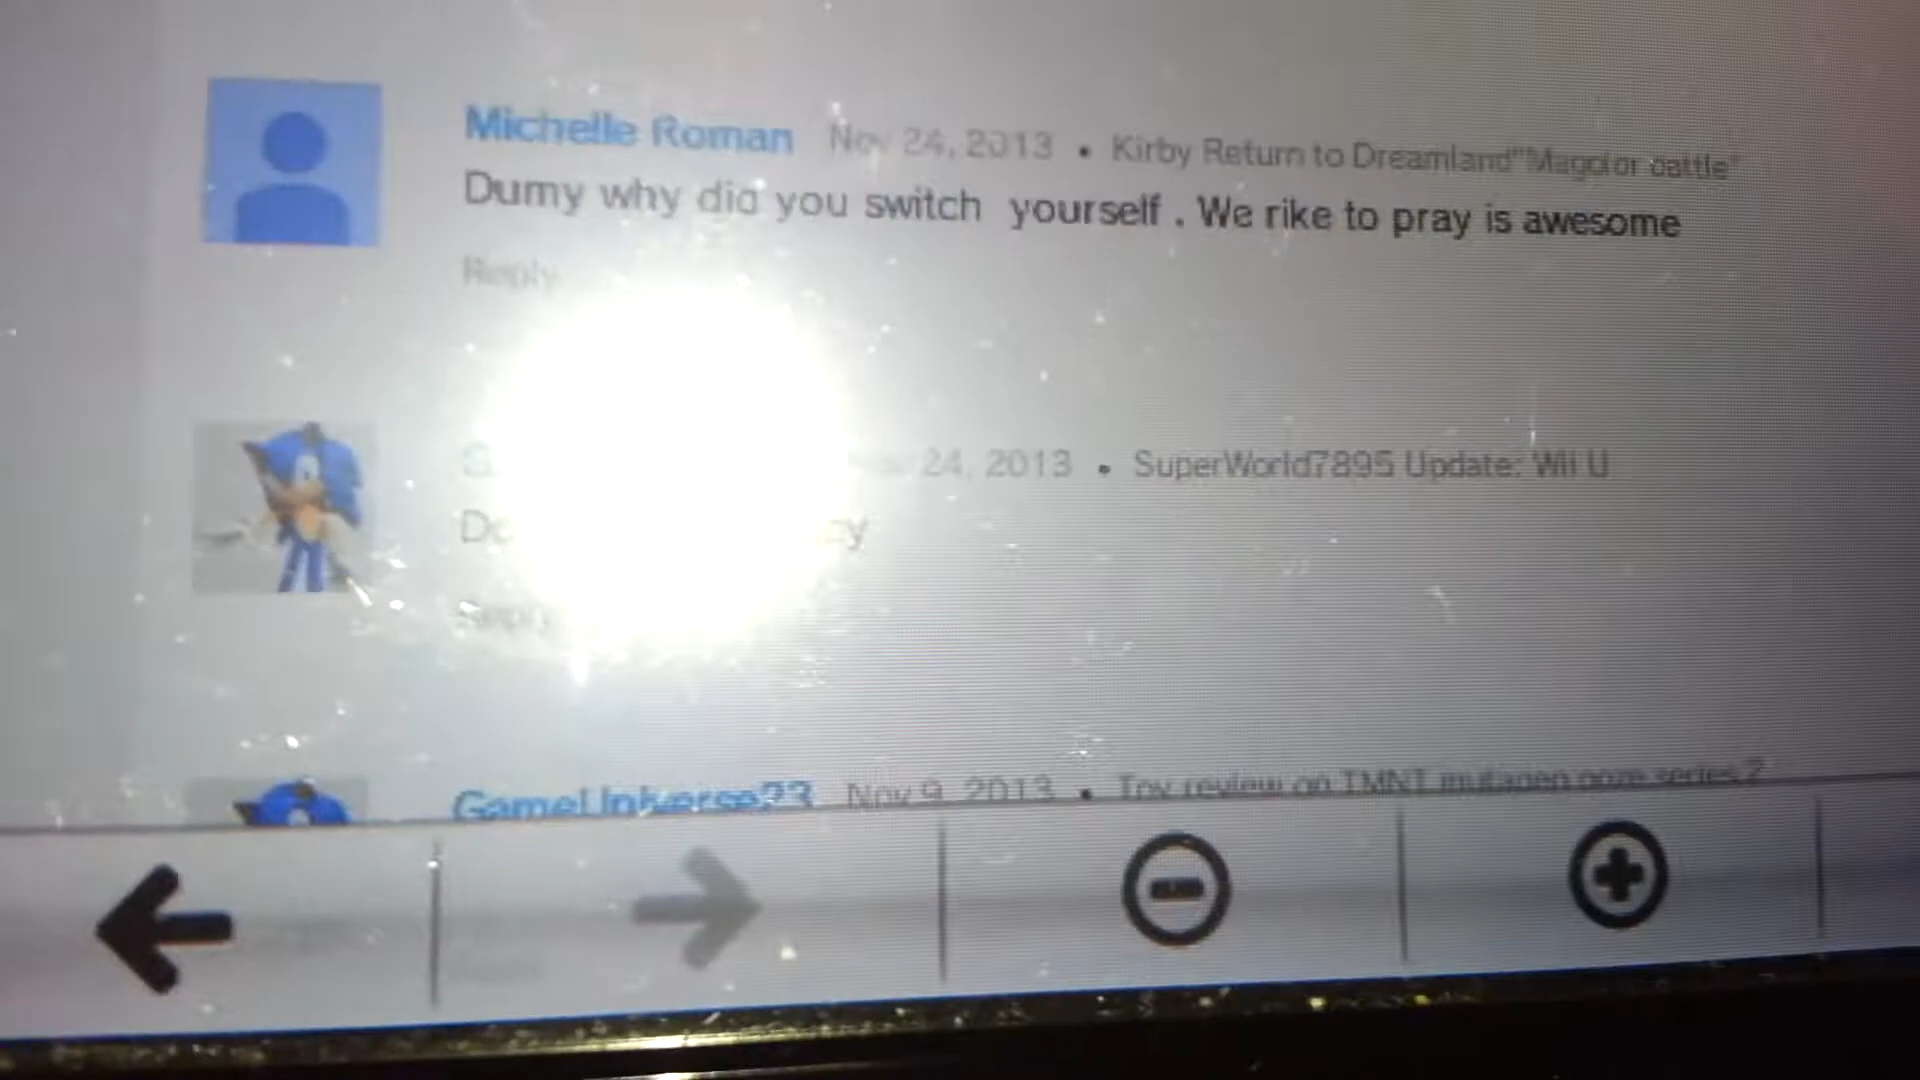 Michelle Roman Nov 24, 2013 • Kirby Return to Dreamland"Magolor battle"
Dumy why did you switch yourself . We rike to pray is awesome
Reply
24, 2013 • SuperWorld7895 Update: Wii U
Reply
GameUniverse23 Nov 9, 2013 • Toy review on TMNT mutagen ooze series 2